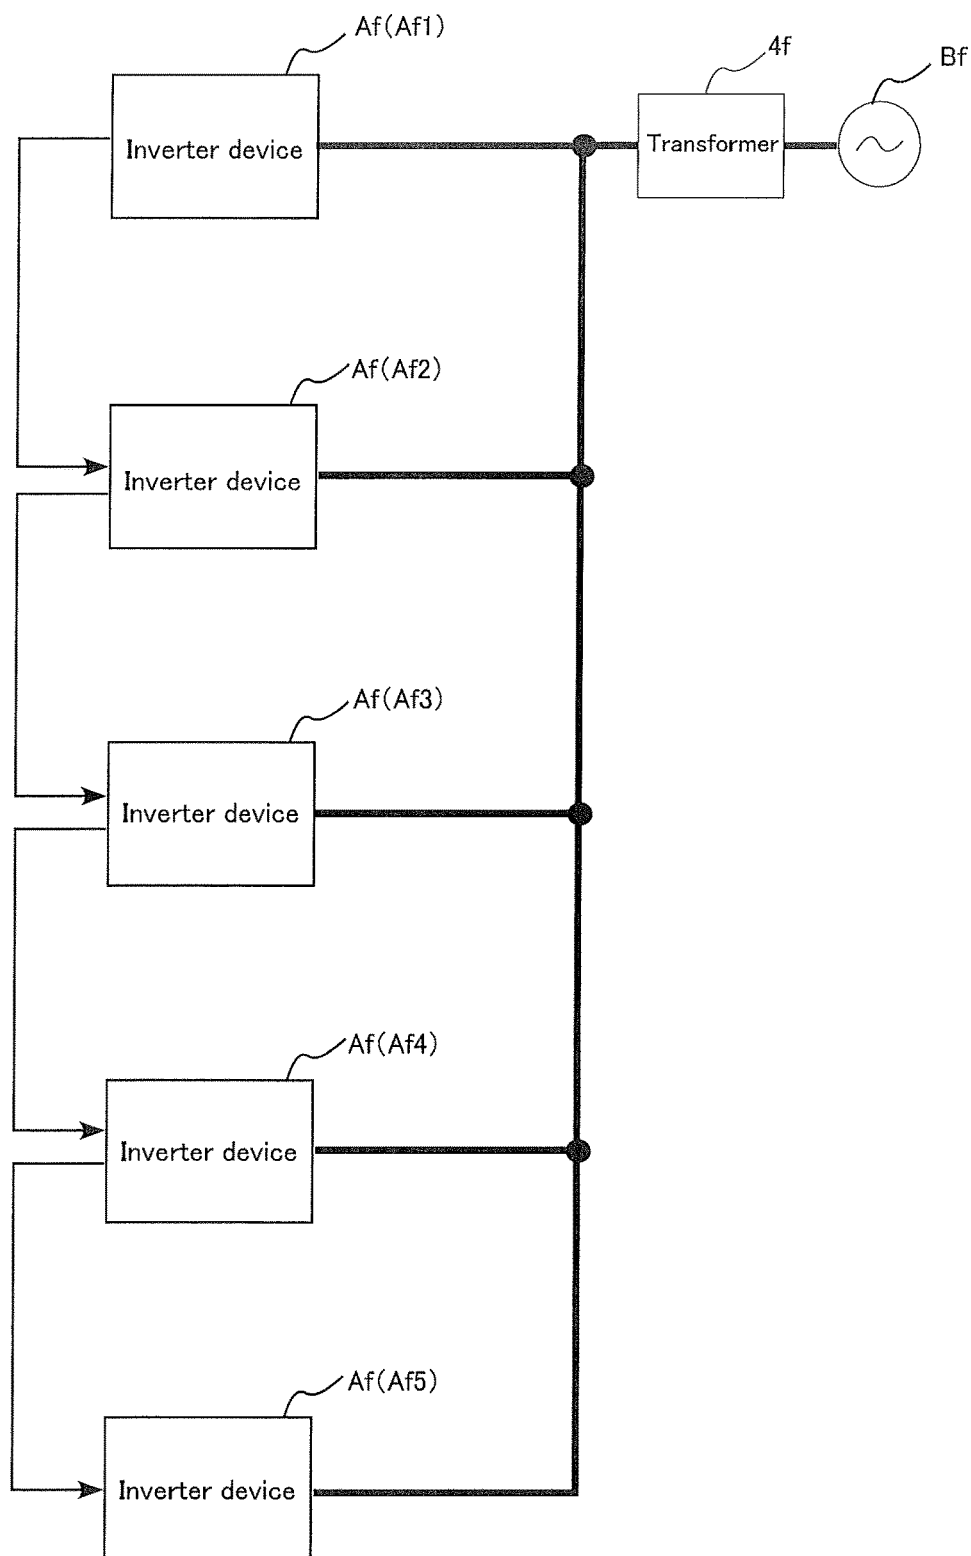 Af(Af1)
4f
Bf
Inverter device
Transformer
Af(Af2)
Inverter device
Af(Af3)
Inverter device
Af(Af4)
Inverter device
Af(Af5)
Inverter device